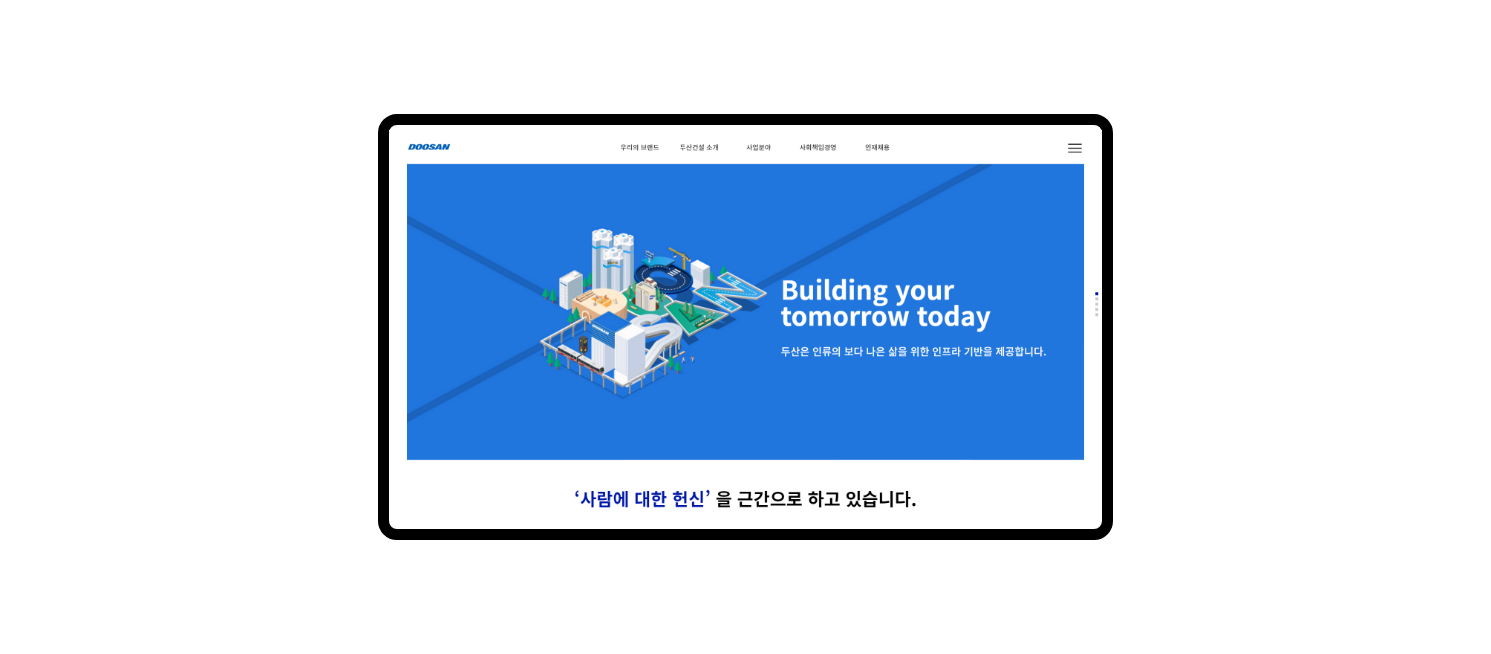 DOOSAN
우리의 브랜드 두산건설 소개 사업분야 사회책임경영 인재채용
Building your
tomorrow today
두산은 인류의 보다 나은 삶을 위한 인프라 기반을 제공합니다.
DOOSAN
‘사람에 대한 헌신’ 을 근간으로 하고 있습니다.